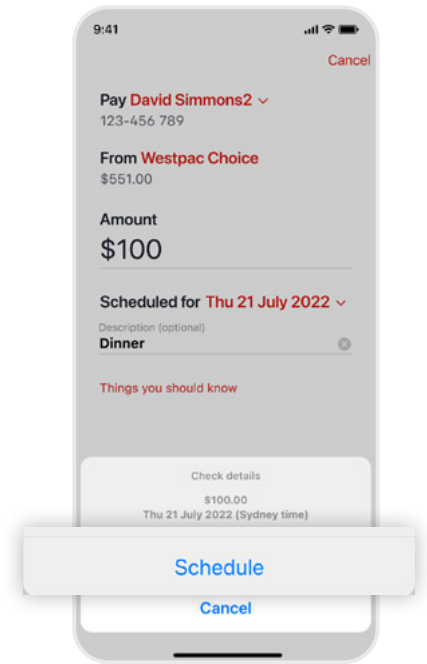 9:41
Cancel
Pay David Simmons2
123-456 789
From Westpac Choice
$551.00
Amount
$100
Scheduled for Thu 21 July 2022
Description (optional)
Dinner
Things you should know
Check details
$100.00
Thu 21 July 2022 (Sydney time)
Schedule
Cancel